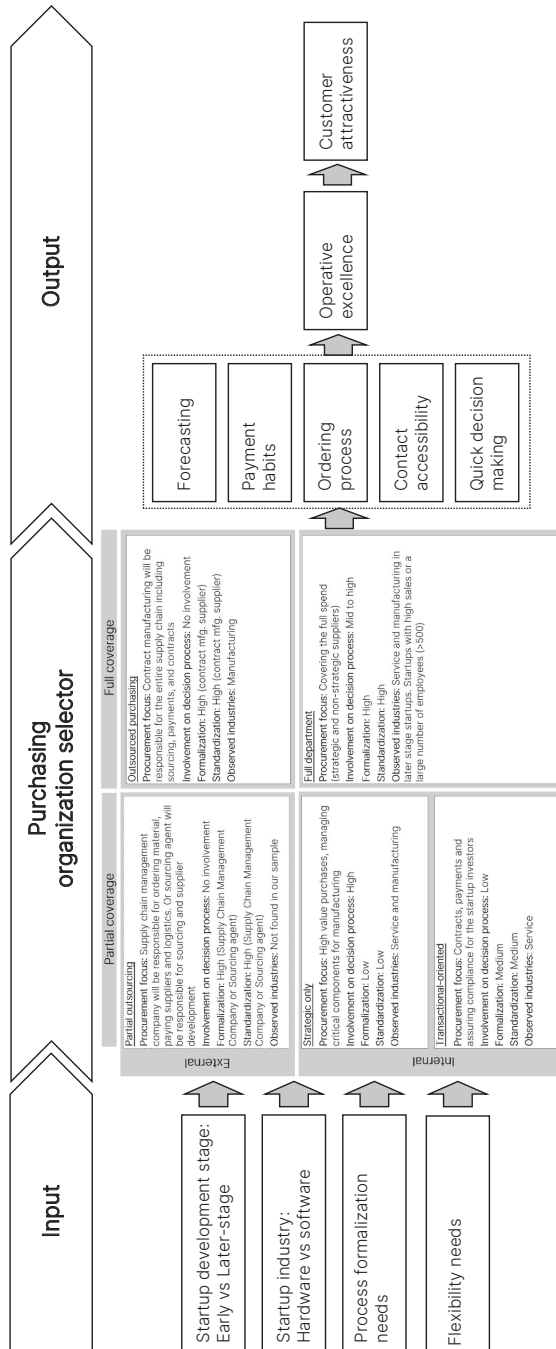 Input
Purchasing
organization selector
Output
Startup development stage:
Early vs Later-stage
Startup industry:
Hardware vs software
Process formalization
needs
Flexibility needs
Partial coverage
Full coverage
External
Internal
Partial outsourcing
Procurement focus: Supply chain management
company will be responsible for ordering material,
paying suppliers and logistics. Or sourcing agent will
be responsible for sourcing and supplier
development
Involvement on decision process: No involvement
Formalization: High (Supply Chain Management
Company or Sourcing agent)
Standardization: High (Supply Chain Management
Company or Sourcing agent)
Observed industries: Not found in our sample
Outsourced purchasing
Procurement focus: Contract manufacturing will be
responsible for the entire supply chain including
sourcing, payments, and contracts
Involvement on decision process: No involvement
Formalization: High (contract mfg. supplier)
Standardization: High (contract mfg. supplier)
Observed industries: Manufacturing
Strategic only
Procurement focus: High value purchases, managing
critical components for manufacturing
Involvement on decision process: High
Formalization: Low
Standardization: Low
Observed industries: Service and manufacturing
Transactional-oriented
Procurement focus: Contracts, payments and
assuring compliance for the startup investors
Involvement on decision process: Low
Formalization: Medium
Standardization: Medium
Observed industries: Service
Full department
Procurement focus: Covering the full spend
(strategic and non-strategic suppliers)
Involvement on decision process: Mid to high
Formalization: High
Standardization: High
Observed industries: Service and manufacturing in
later stage startups. Startups with high sales or a
large number of employees (>500)
Forecasting
Payment
habits
Ordering
process
Contact
accessibility
Quick decision
making
Operative
excellence
Customer
attractiveness